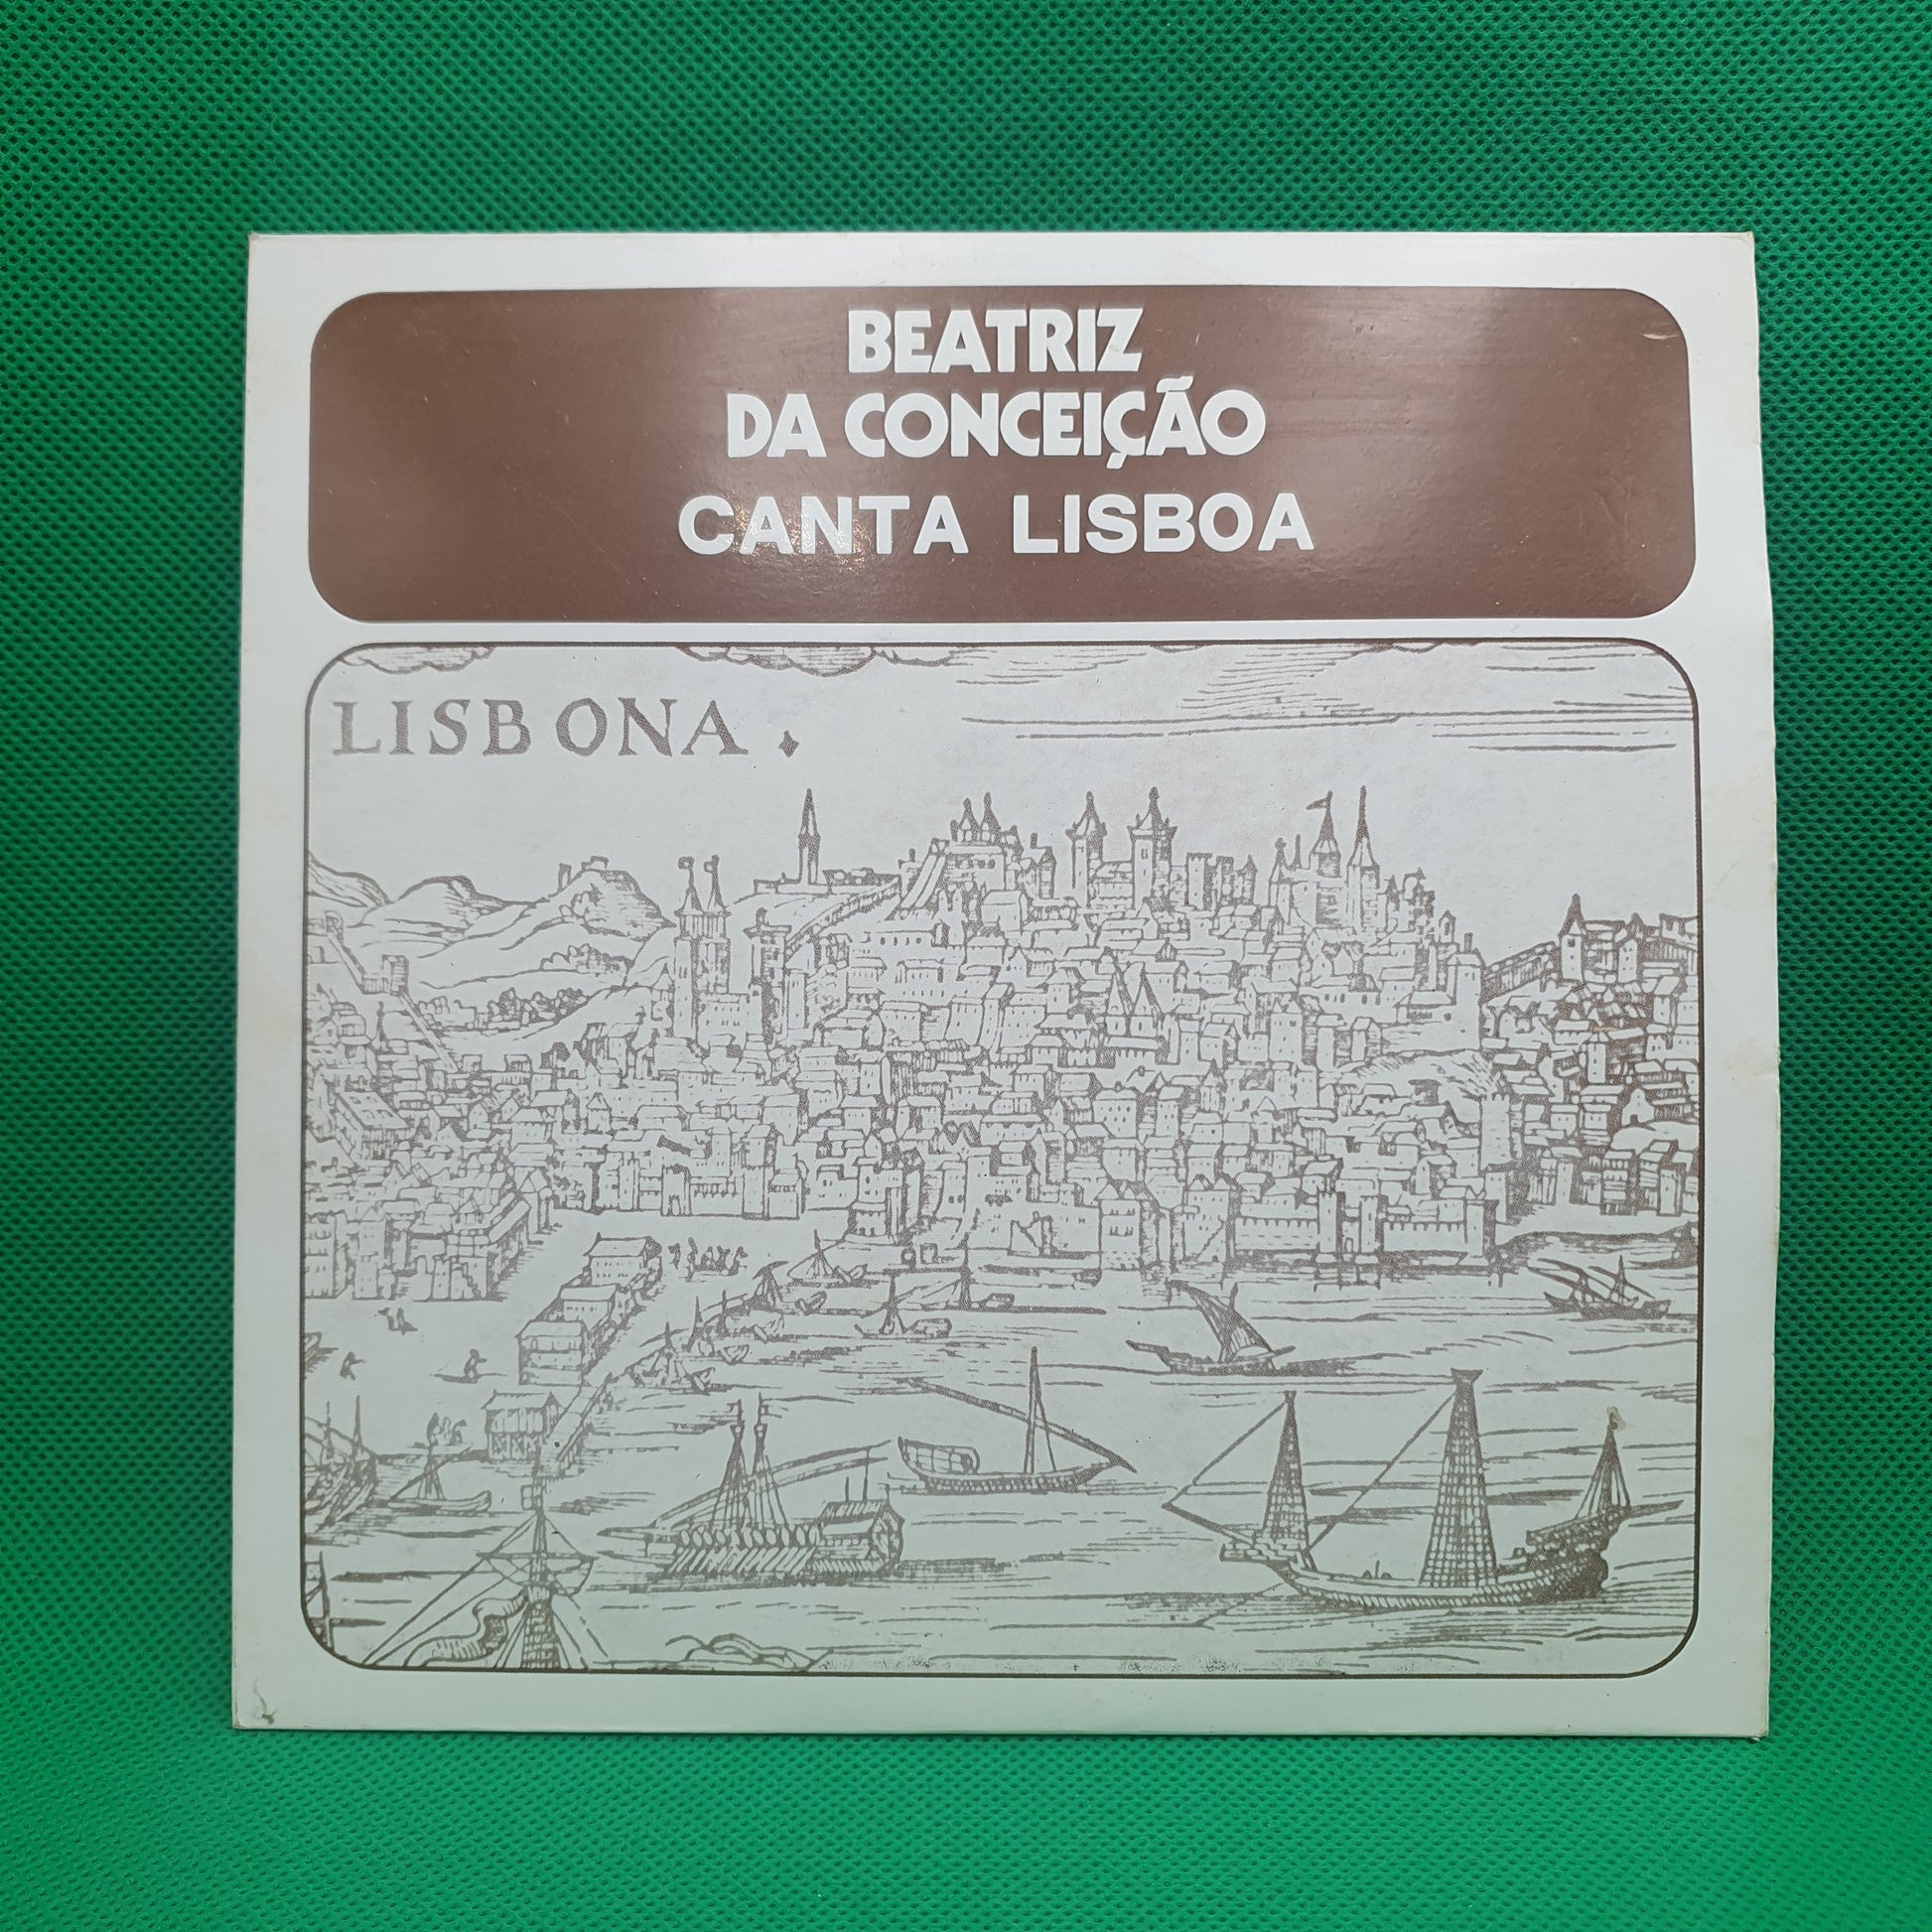 BEATRIZ
DA CONCEIÇÃO
CANTA LISBOA
LISBONA.